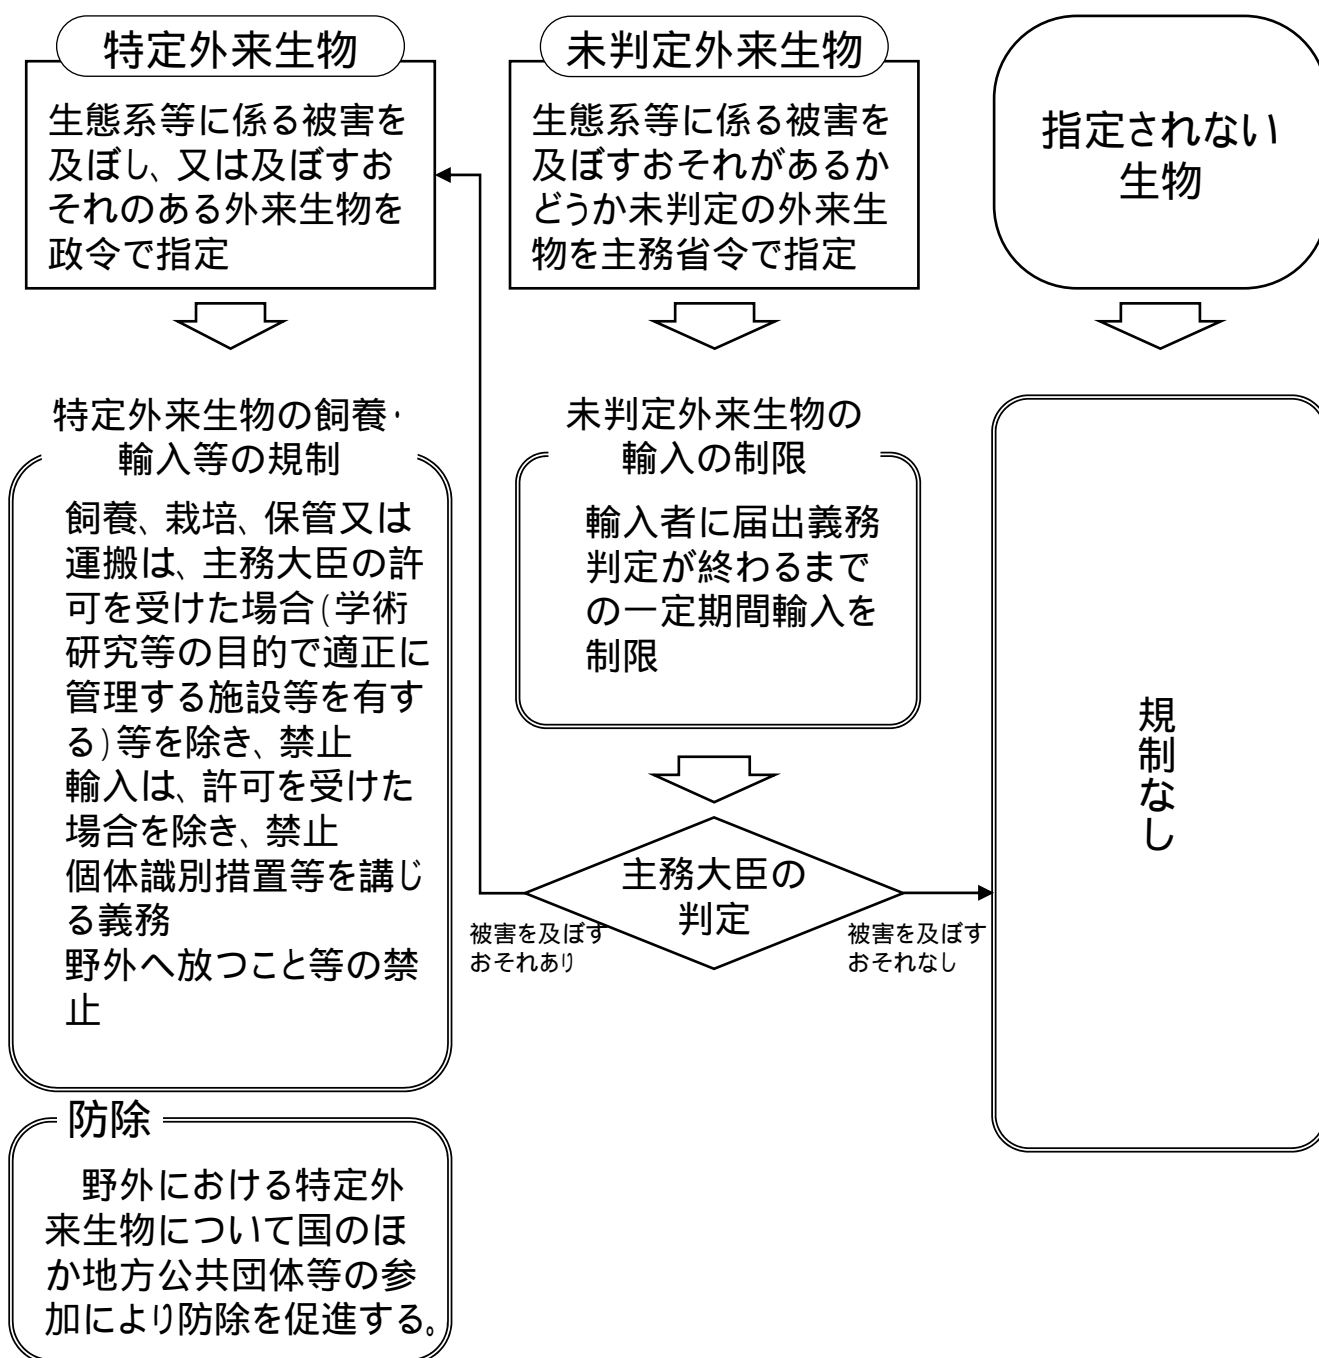 特定外来生物
生態系等に係る被害を
及ぼし、又は及ぼすお
それのある外来生物を
政令で指定
未判定外来生物
生態系等に係る被害を
及ぼすおそれがあるか
どうか未判定の外来生
物を主務省令で指定
指定されない
生物
特定外来生物の飼養・
輸入等の規制
飼養、栽培、保管又は
運搬は、主務大臣の許
可を受けた場合(学術
研究等の目的で適正に
管理する施設等を有す
る)等を除き、禁止
輸入は、許可を受けた
場合を除き、禁止
個体識別措置等を講じ
る義務
野外へ放つこと等の禁
止
未判定外来生物の
輸入の制限
輸入者に届出義務
判定が終わるまで
の一定期間輸入を
制限
主務大臣の
判定
被害を及ぼす
おそれあり
被害を及ぼす
おそれなし
規制なし
防除
野外における特定外
来生物について国のほ
か地方公共団体等の参
加により防除を促進する。